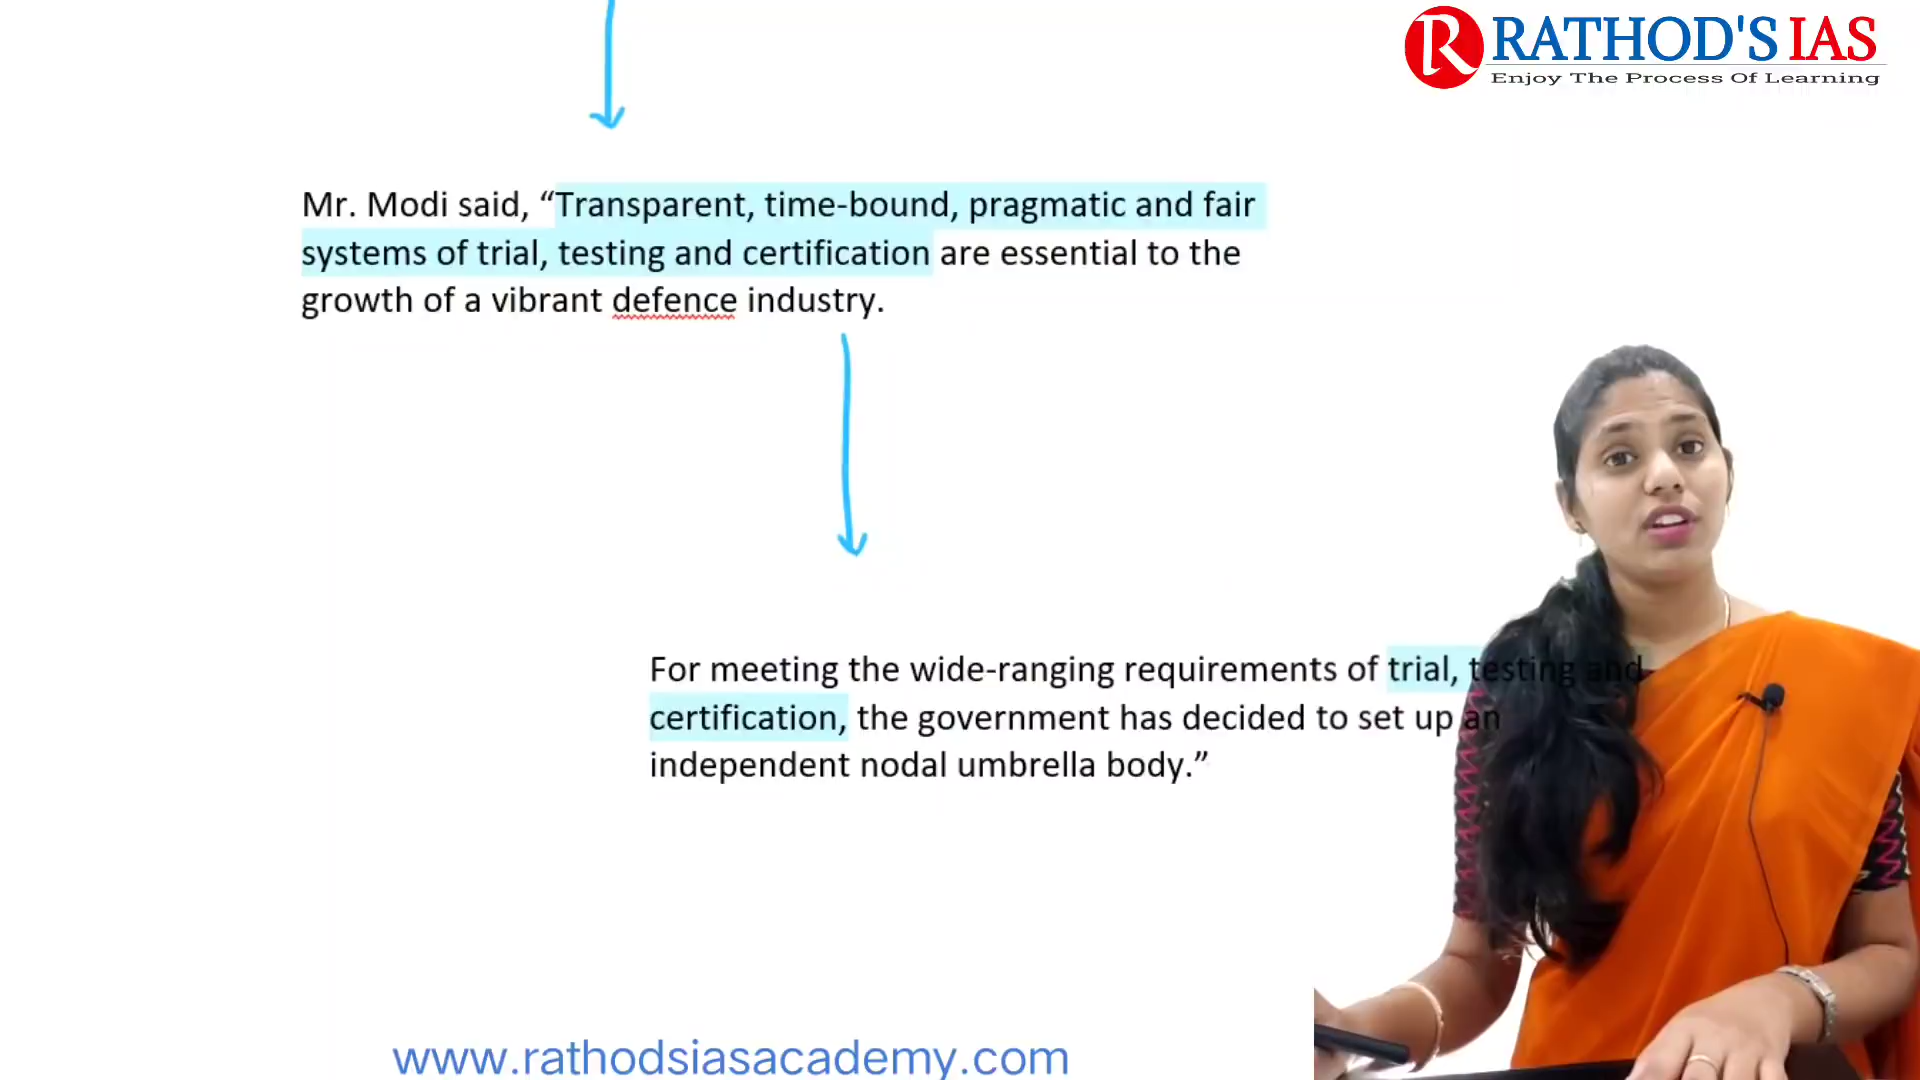 R RATHOD'S IAS
Enjoy The Process Of Learning
Mr. Modi said, “Transparent, time-bound, pragmatic and fair
systems of trial, testing and certification are essential to the
growth of a vibrant defence industry.
For meeting the wide-ranging requirements of trial, testing and
certification, the government has decided to set up an
independent nodal umbrella body.”
www.rathodsiasacademy.com